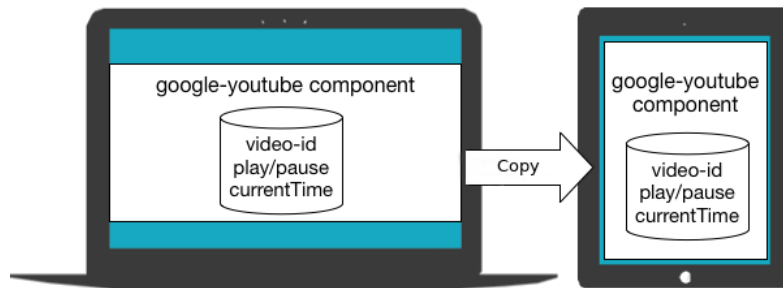 google-youtube component
video-id
play/pause
currentTime
Copy
google-youtube
component
video-id
play/pause
currentTime